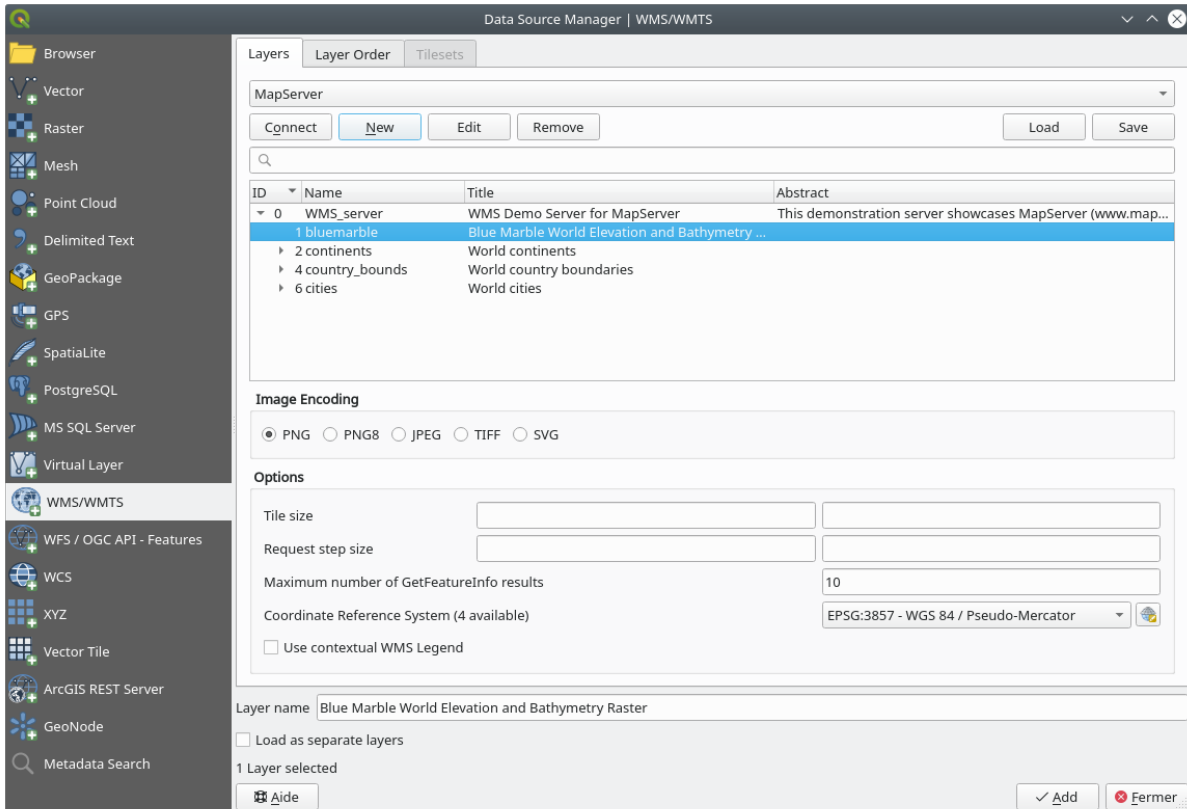 Data Source Manager | WMS/WMTS
Browser
Vector
Raster
Mesh
Point Cloud
Delimited Text
GeoPackage
GPS
SpatiaLite
PostgreSQL
MS SQL Server
Virtual Layer
WMS/WMTS
WFS / OGC API - Features
WCS
XYZ
Vector Tile
ArcGIS REST Server
GeoNode
Metadata Search
Layers Layer Order Tilesets
MapServer
Connect New Edit Remove Load Save
ID Name Title Abstract
0 WMS_server WMS Demo Server for MapServer This demonstration server showcases MapServer (www.map...
1 bluemarble Blue Marble World Elevation and Bathymetry ...
2 continents World continents
4 country_bounds World country boundaries
6 cities World cities
Image Encoding
PNG PNG8 JPEG TIFF SVG
Options
Tile size
Request step size
Maximum number of GetFeatureInfo results 10
Coordinate Reference System (4 available) EPSG:3857 - WGS 84 / Pseudo-Mercator
Use contextual WMS Legend
Layer name Blue Marble World Elevation and Bathymetry Raster
Load as separate layers
1 Layer selected
Aide Add Fermer